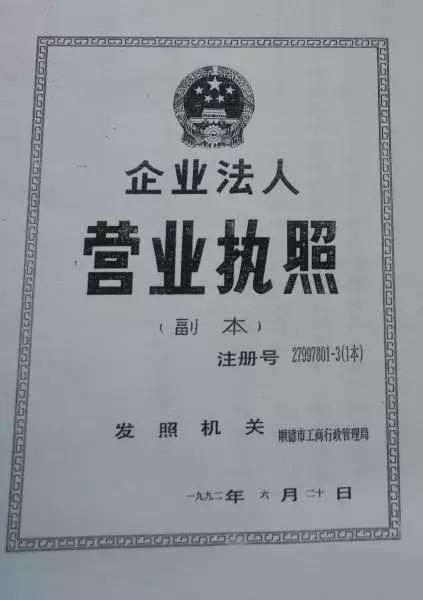 企业法人
营业执照
(副本)
注册号 27997801-3(1本)
发照机关 顺德市工商行政管理局
一九九二年六月二十日